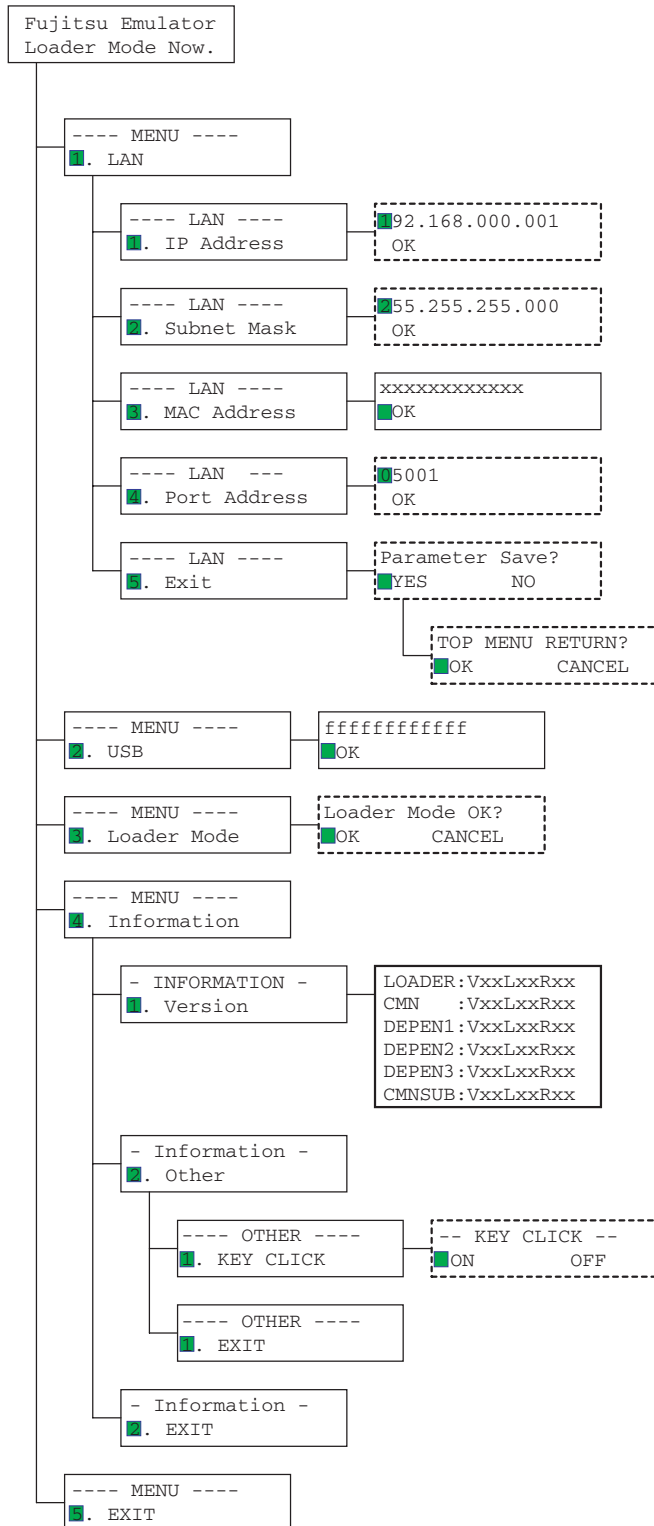 Fujitsu Emulator
Loader Mode Now.
---- MENU ----
1. LAN
---- LAN ----
1. IP Address
192.168.000.001
OK
---- LAN ----
2. Subnet Mask
255.255.255.000
OK
---- LAN ----
3. MAC Address
xxxxxxxxxxxx
OK
---- LAN ---
4. Port Address
05001
OK
---- LAN ----
5. Exit
Parameter Save?
YES NO
TOP MENU RETURN?
OK CANCEL
---- MENU ----
2. USB
ffffffffffff
OK
---- MENU ----
3. Loader Mode
Loader Mode OK?
OK CANCEL
---- MENU ----
4. Information
- INFORMATION -
1. Version
LOADER:VxxLxxRxx
CMN :VxxLxxRxx
DEPEN1:VxxLxxRxx
DEPEN2:VxxLxxRxx
DEPEN3:VxxLxxRxx
CMNSUB:VxxLxxRxx
- Information -
2. Other
---- OTHER ----
1. KEY CLICK
-- KEY CLICK --
ON OFF
---- OTHER ----
1. EXIT
- Information -
2. EXIT
---- MENU ----
5. EXIT